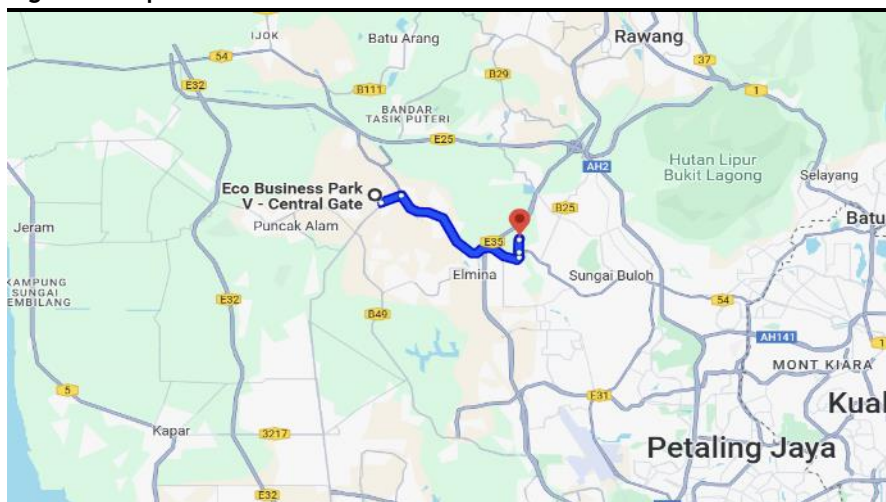 IJOK
Batu Arang
Rawang
54
37
E32
B29
B111
1
BANDAR
TASIK PUTERI
E25
AH2
Hutan Lipur
Bukit Lagong
Selayang
Eco Business Park
V - Central Gate
B25
Puncak Alam
Jeram
Batu
E35
Elmina
Sungai Buloh
KAMPUNG
SUNGAI
EMBILANG
E32
54
B49
AH141
1
MONT KIARA
5
E31
Kual
Kapar
3217
Petaling Jaya
E32